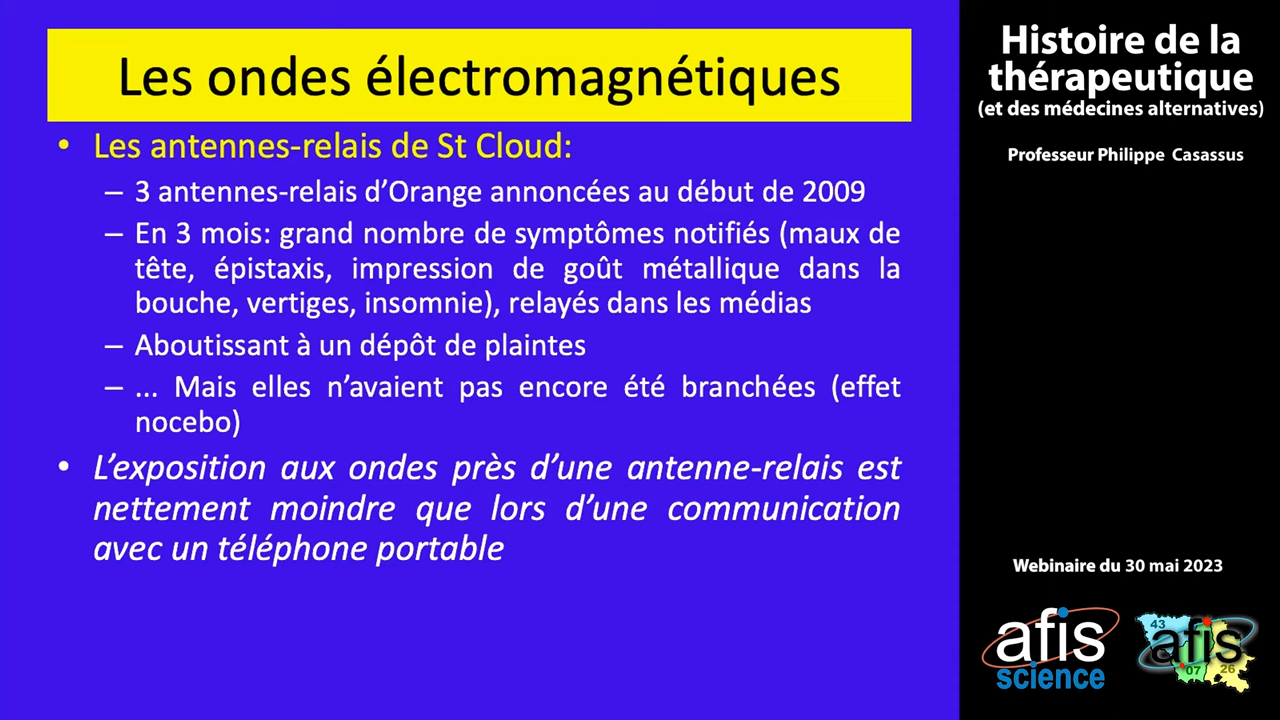 Les ondes électromagnétiques
• Les antennes-relais de St Cloud:
– 3 antennes-relais d’Orange annoncées au début de 2009
– En 3 mois: grand nombre de symptômes notifiés (maux de
tête, épistaxis, impression de goût métallique dans la
bouche, vertiges, insomnie), relayés dans les médias
– Aboutissant à un dépôt de plaintes
– ... Mais elles n’avaient pas encore été branchées (effet
nocebo)
• L’exposition aux ondes près d’une antenne-relais est
nettement moindre que lors d’une communication
avec un téléphone portable
Histoire de la
thérapeutique
(et des médecines alternatives)
Professeur Philippe Casassus
Webinaire du 30 mai 2023
afis
science
43
afis
07
26